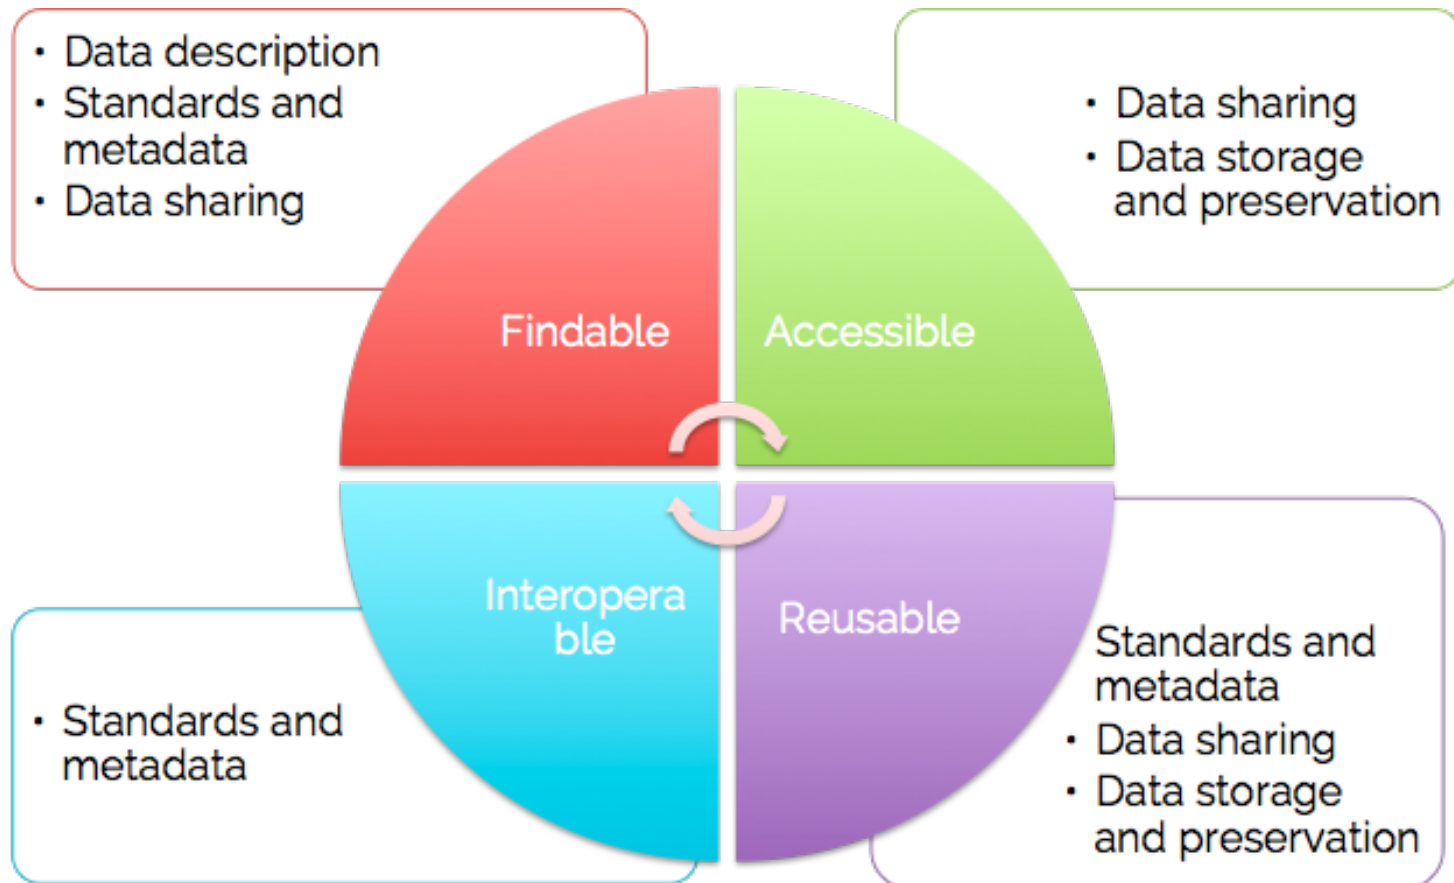 • Data description
• Standards and
metadata
• Data sharing
• Data sharing
• Data storage
and preservation
Findable
Accessible
Interopera
ble
Reusable
• Standards and
metadata
Standards and
metadata
• Data sharing
• Data storage
and preservation